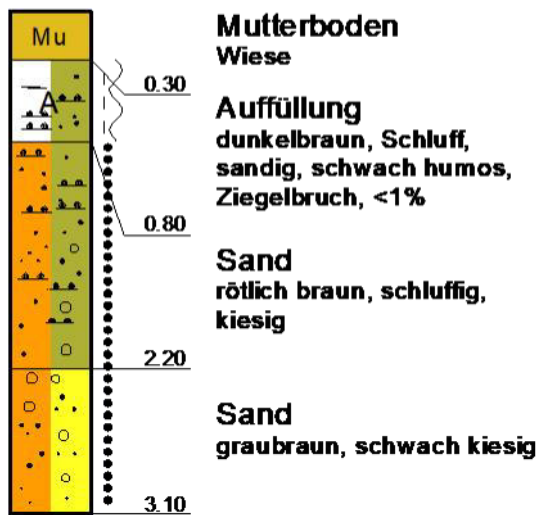 Mu
Mutterboden
Wiese
0.30
A
Auffüllung
dunkelbraun, Schluff,
sandig, schwach humos,
Ziegelbruch, <1%
0.80
Sand
rötlich braun, schluffig,
kiesig
2.20
Sand
graubraun, schwach kiesig
3.10